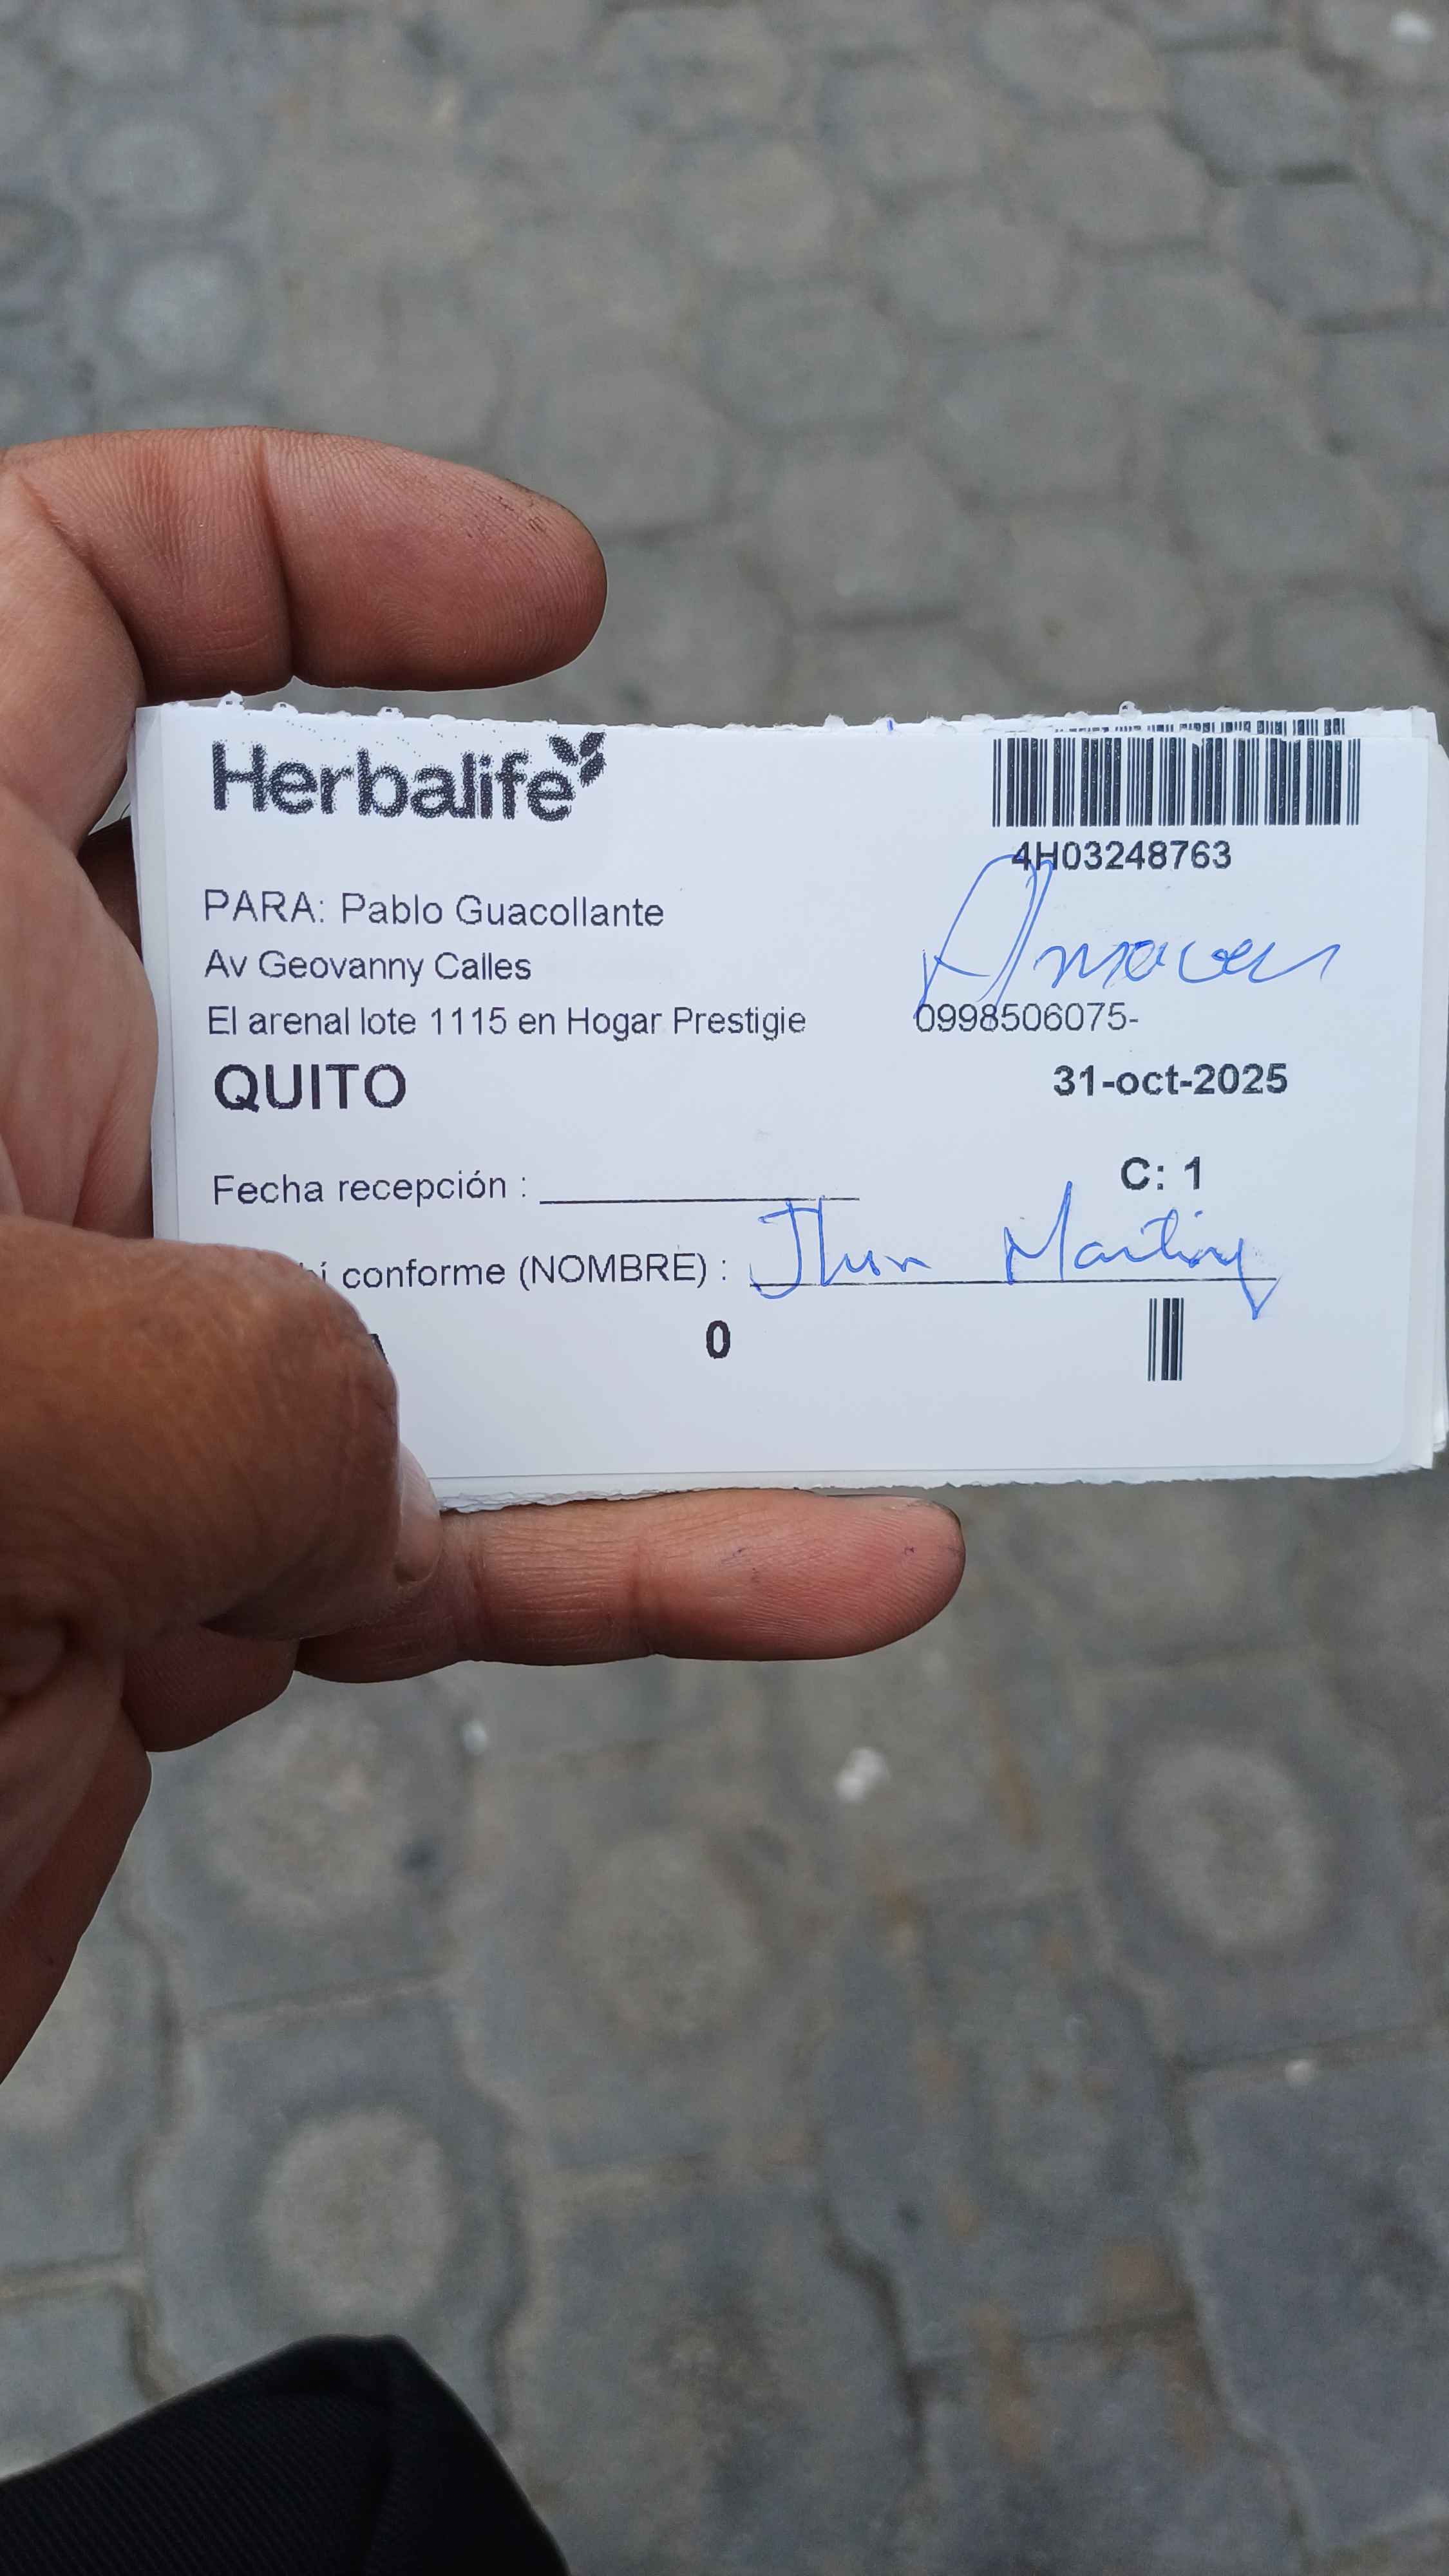 Herbalife
4H03248763
PARA: Pablo Guacollante
Av Geovanny Calles
El arenal lote 1115 en Hogar Prestigie
0998506075-
QUITO
31-oct-2025
Fecha recepción :
C: 1
conforme (NOMBRE) : Jhon
0